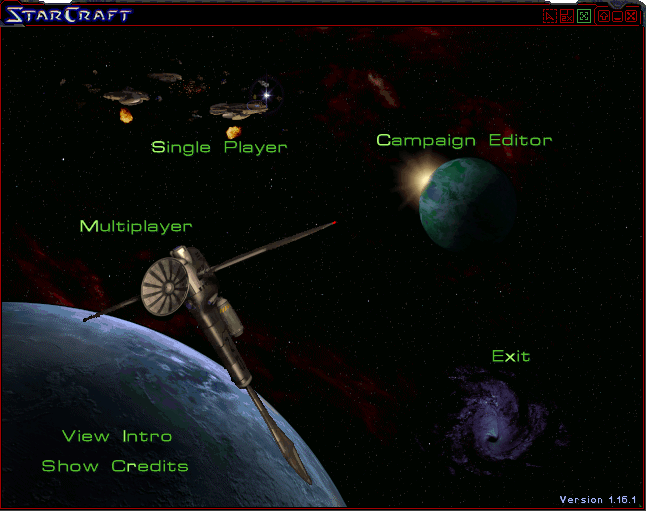 StarCraft
Single Player
Campaign Editor
Multiplayer
Exit
View Intro
Show Credits
Version 1.16.1